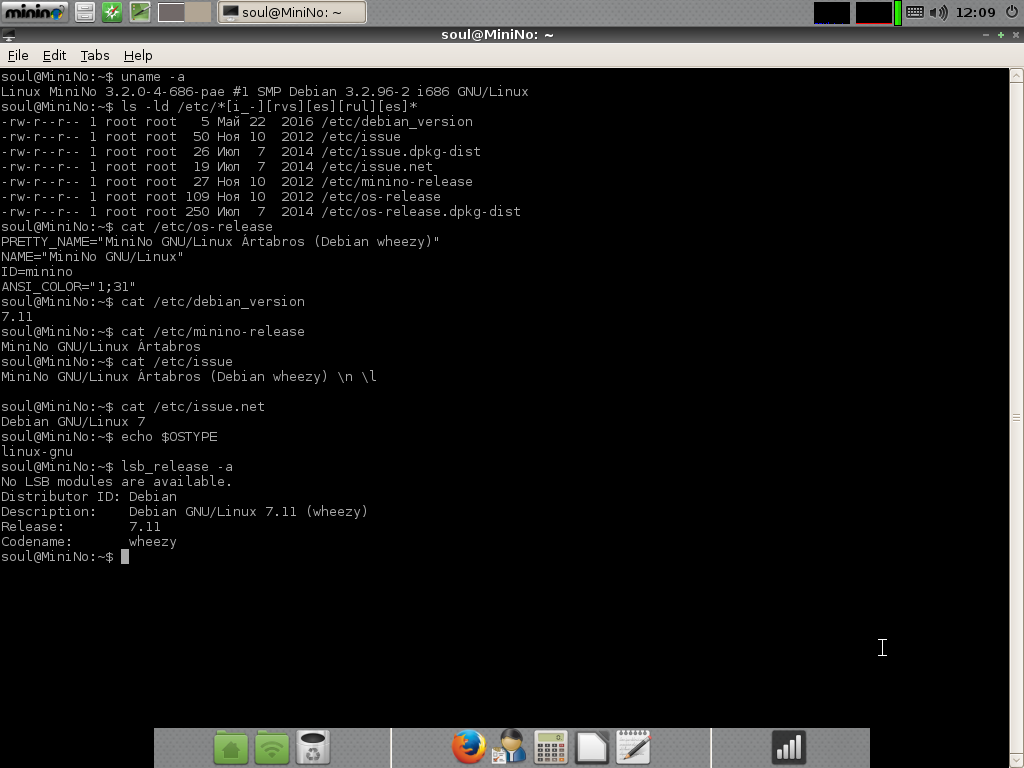 minino
soul@MiniNo: ~
12:09
soul@MiniNo: ~
File Edit Tabs Help
soul@MiniNo:~$ uname -a
Linux MiniNo 3.2.0-4-686-pae #1 SMP Debian 3.2.96-2 i686 GNU/Linux
soul@MiniNo:~$ ls -ld /etc/*[i_-][rvs][es][rul][es]*
-rw-r--r-- 1 root root   5 Май 22  2016 /etc/debian_version
-rw-r--r-- 1 root root  50 Ноя 10  2012 /etc/issue
-rw-r--r-- 1 root root  26 Июл  7  2014 /etc/issue.dpkg-dist
-rw-r--r-- 1 root root  19 Июл  7  2014 /etc/issue.net
-rw-r--r-- 1 root root  27 Ноя 10  2012 /etc/minino-release
-rw-r--r-- 1 root root 109 Ноя 10  2012 /etc/os-release
-rw-r--r-- 1 root root 250 Июл  7  2014 /etc/os-release.dpkg-dist
soul@MiniNo:~$ cat /etc/os-release
PRETTY_NAME="MiniNo GNU/Linux Ártabros (Debian wheezy)"
NAME="MiniNo GNU/Linux"
ID=minino
ANSI_COLOR="1;31"
soul@MiniNo:~$ cat /etc/debian_version
7.11
soul@MiniNo:~$ cat /etc/minino-release
MiniNo GNU/Linux Ártabros
soul@MiniNo:~$ cat /etc/issue
MiniNo GNU/Linux Ártabros (Debian wheezy) \n \l
soul@MiniNo:~$ cat /etc/issue.net
Debian GNU/Linux 7
soul@MiniNo:~$ echo $OSTYPE
linux-gnu
soul@MiniNo:~$ lsb_release -a
No LSB modules are available.
Distributor ID: Debian
Description:    Debian GNU/Linux 7.11 (wheezy)
Release:        7.11
Codename:       wheezy
soul@MiniNo:~$